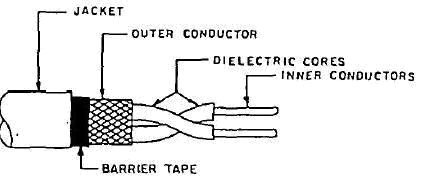 JACKET
OUTER CONDUCTOR
DIELECTRIC CORES
INNER CONDUCTORS
BARRIER TAPE